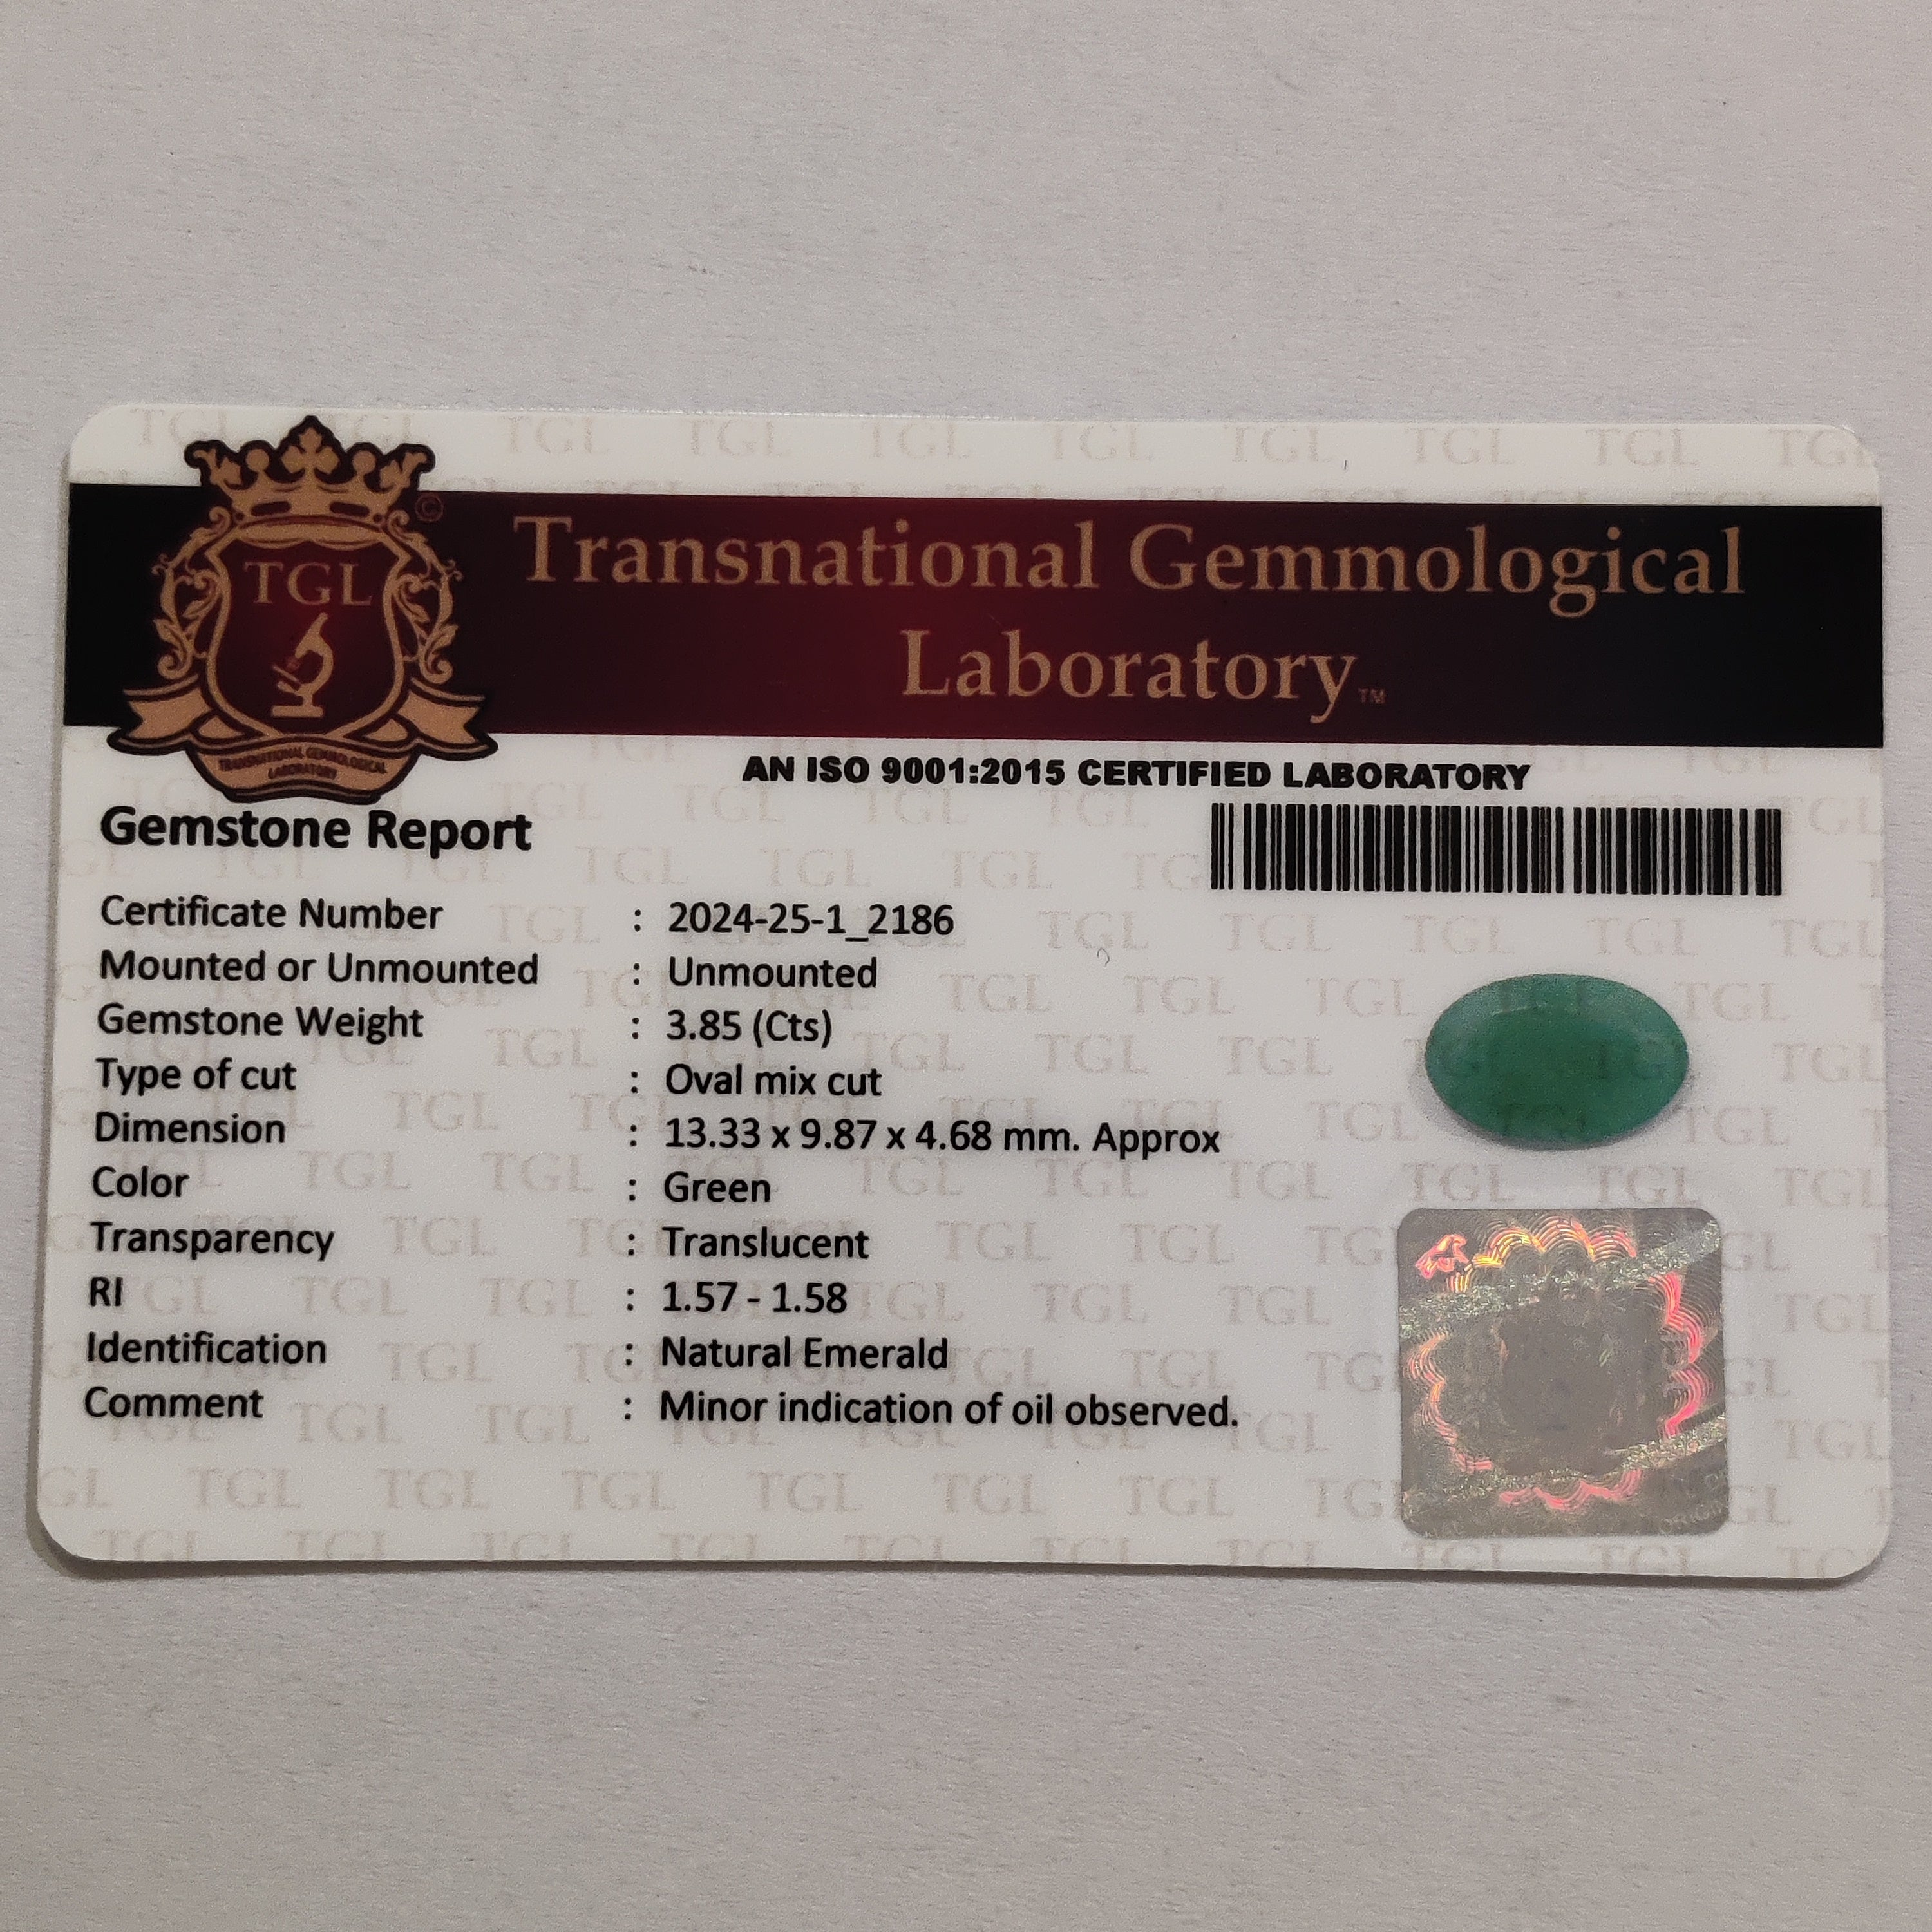 TGL
©
TRANSNATIONAL GEMMOLOGICAL
LABORATORY
Transnational Gemmological
Laboratory™
AN ISO 9001:2015 CERTIFIED LABORATORY
Gemstone Report
Certificate Number : 2024-25-1_2186
Mounted or Unmounted : Unmounted
Gemstone Weight : 3.85 (Cts)
Type of cut : Oval mix cut
Dimension : 13.33 x 9.87 x 4.68 mm. Approx
Color : Green
Transparency : Translucent
RI : 1.57 - 1.58
Identification : Natural Emerald
Comment : Minor indication of oil observed.